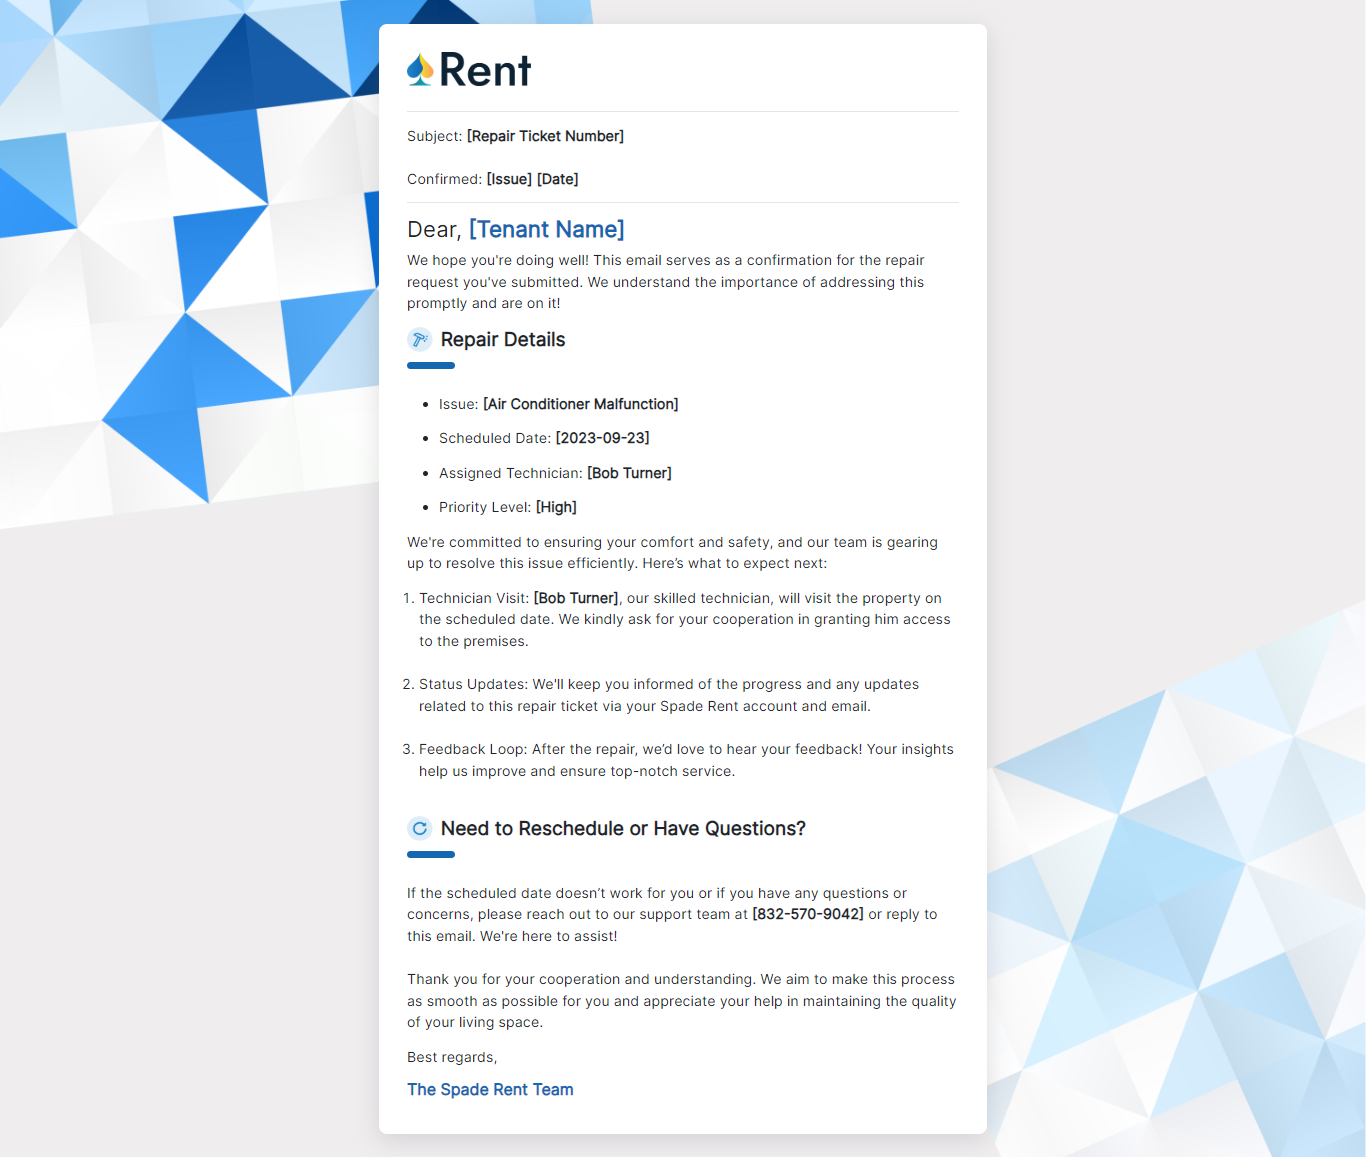 Rent
Subject: [Repair Ticket Number]
Confirmed: [Issue] [Date]
Dear, [Tenant Name]
We hope you're doing well! This email serves as a confirmation for the repair
request you've submitted. We understand the importance of addressing this
promptly and are on it!
Repair Details
• Issue: [Air Conditioner Malfunction]
• Scheduled Date: [2023-09-23]
• Assigned Technician: [Bob Turner]
• Priority Level: [High]
We're committed to ensuring your comfort and safety, and our team is gearing
up to resolve this issue efficiently. Here’s what to expect next:
1. Technician Visit: [Bob Turner], our skilled technician, will visit the property on
the scheduled date. We kindly ask for your cooperation in granting him access
to the premises.
2. Status Updates: We'll keep you informed of the progress and any updates
related to this repair ticket via your Spade Rent account and email.
3. Feedback Loop: After the repair, we’d love to hear your feedback! Your insights
help us improve and ensure top-notch service.
Need to Reschedule or Have Questions?
If the scheduled date doesn’t work for you or if you have any questions or
concerns, please reach out to our support team at [832-570-9042] or reply to
this email. We're here to assist!
Thank you for your cooperation and understanding. We aim to make this process
as smooth as possible for you and appreciate your help in maintaining the quality
of your living space.
Best regards,
The Spade Rent Team